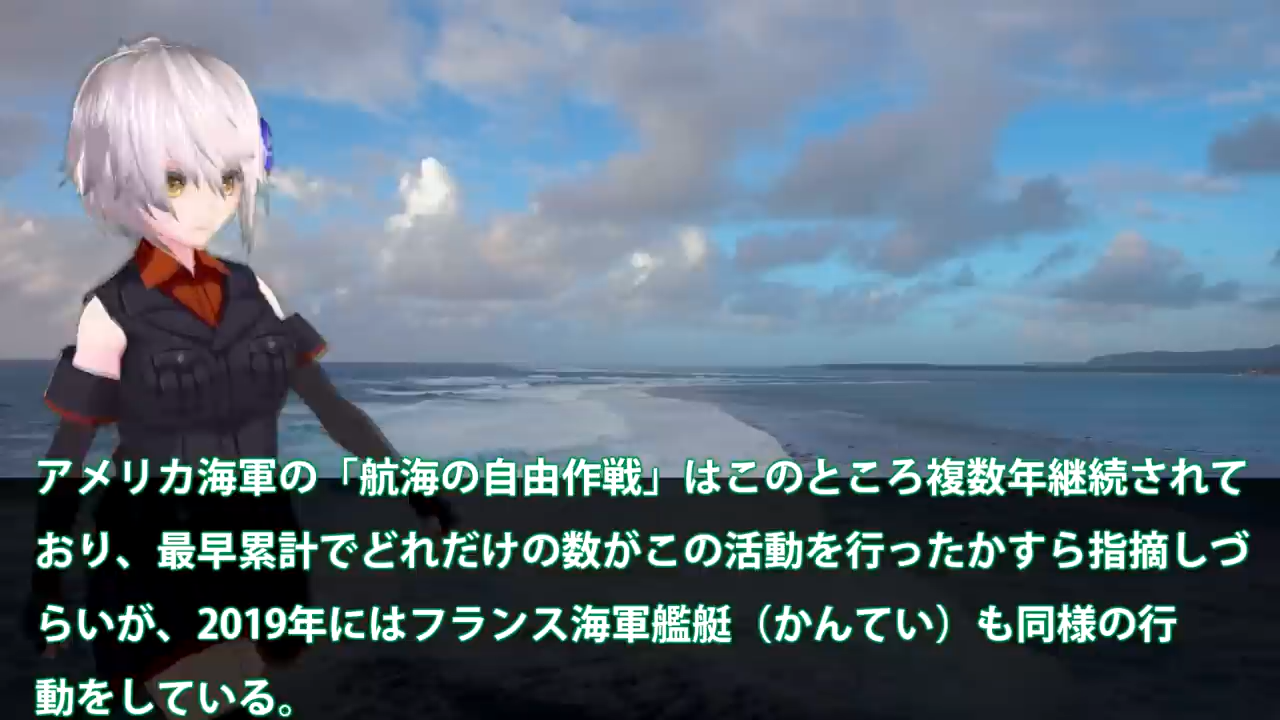 アメリカ海軍の「航海の自由作戦」はこのところ複数年継続されて
おり、最早累計でどれだけの数がこの活動を行ったかすら指摘しづ
らいが、2019年にはフランス海軍艦艇（かんてい）も同様の行
動をしている。